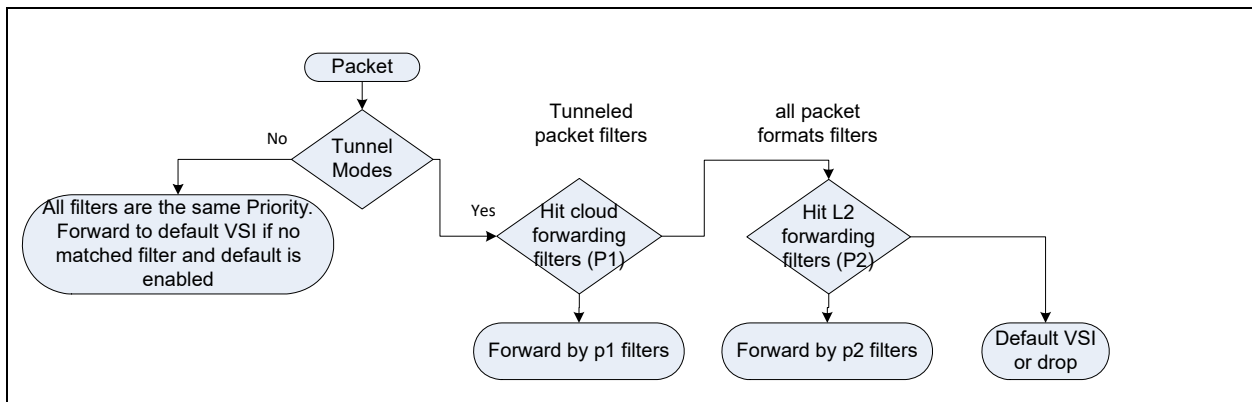 Packet
Tunneled
packet filters
all packet
formats filters
No
Tunnel
Modes
All filters are the same Priority.
Forward to default VSI if no
matched filter and default is
enabled
Yes
Hit cloud
forwarding
filters (P1)
Hit L2
forwarding
filters (P2)
Forward by p1 filters
Forward by p2 filters
Default VSI
or drop